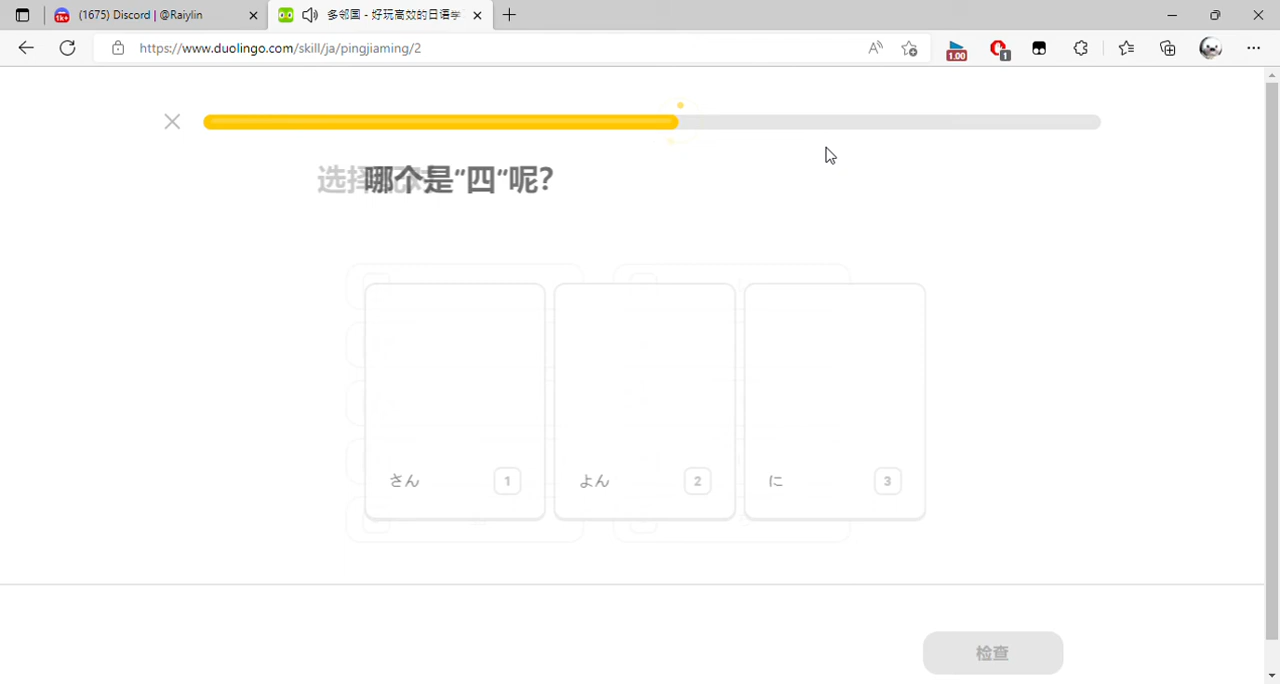 1k+ (1675) Discord | @Raiylin
多邻国 - 好玩高效的日语学
https://www.duolingo.com/skill/ja/pingjiaming/2
1.00
1
哪个是“四”呢？
さん 1
よん 2
に 3
检查